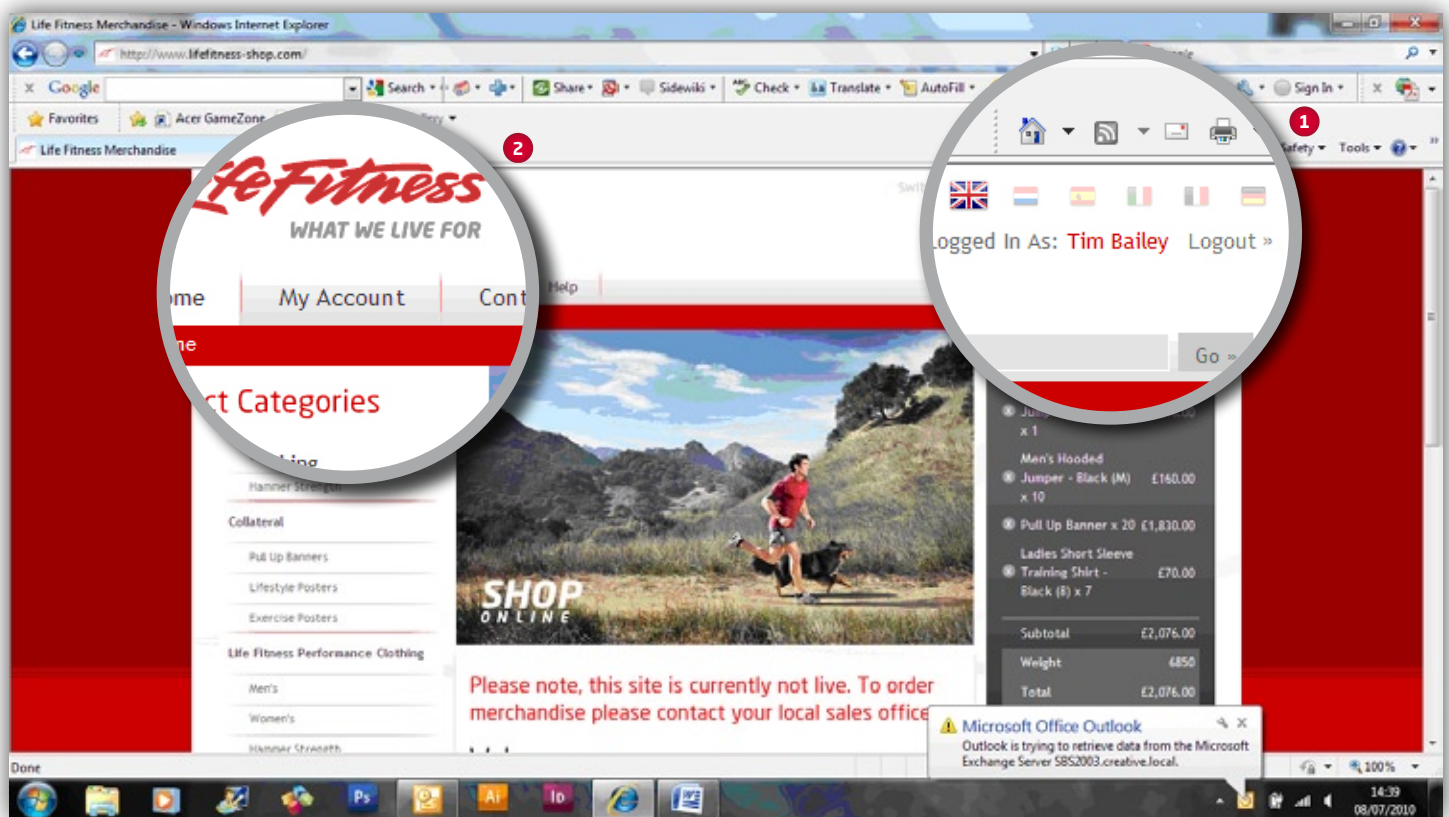 Life Fitness Merchandise - Windows Internet Explorer
http://www.lifefitness-shop.com/
x Google Search Share Sidewiki Check Translate AutoFill Sign In x
Favorites Acer GameZone
1
Life Fitness Merchandise
2
Safety Tools
Life Fitness
WHAT WE LIVE FOR
Logged In As: Tim Bailey Logout »
My Account
Help
Go »
Categories
x 1
Men's Hooded
Jumper - Black (M) £160.00
x 10
Pull Up Banner x 20 £1,830.00
Ladies Short Sleeve
Training Shirt - £70.00
Black (8) x 7
Subtotal £2,076.00
Weight 6850
Total £2,076.00
Hammer Strength
Collateral
Pull Up Banners
Lifestyle Posters
Exercise Posters
Life Fitness Performance Clothing
Men's
Women's
Hammer Strength
SHOP
ONLINE
Please note, this site is currently not live. To order
merchandise please contact your local sales office
Microsoft Office Outlook
Outlook is trying to retrieve data from the Microsoft
Exchange Server SBS2003.creative.local.
Done
100%
Ps Ai Id
14:39
08/07/2010